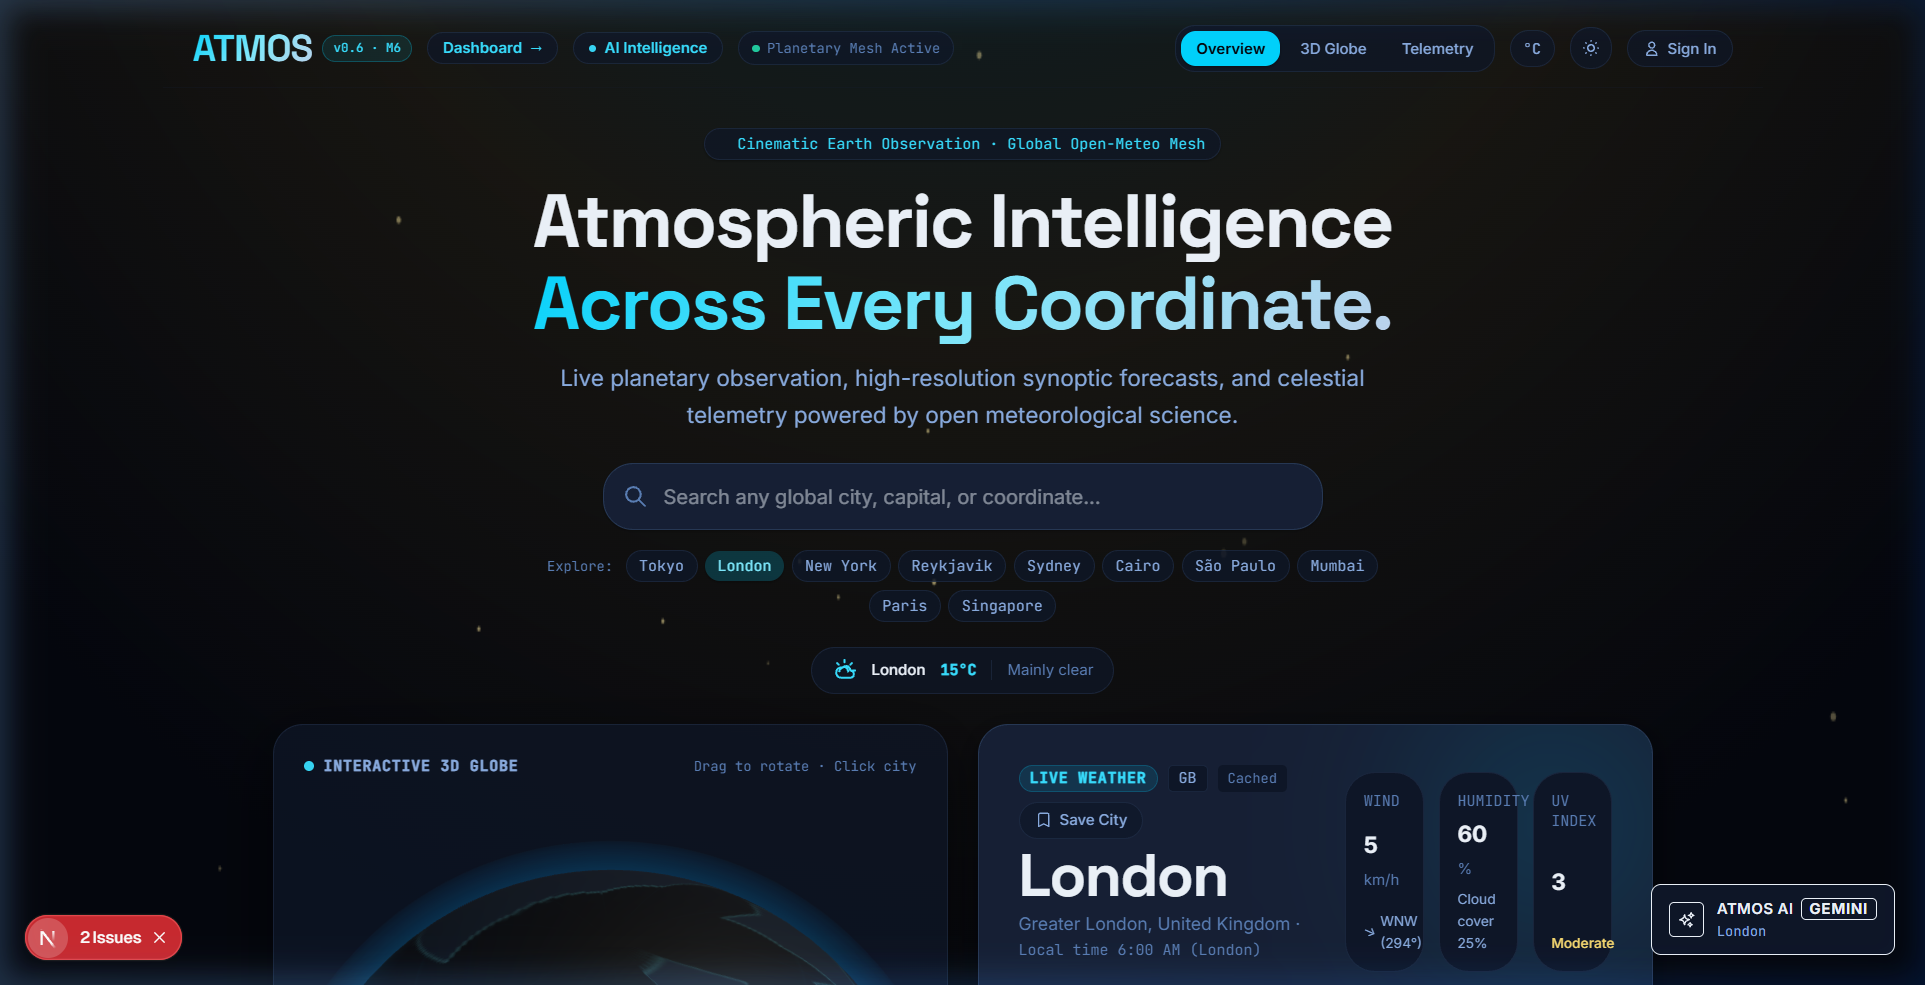 ATMOS v0.6 · M6 Dashboard → AI Intelligence Planetary Mesh Active Overview 3D Globe Telemetry °C Sign In
Cinematic Earth Observation · Global Open-Meteo Mesh
Atmospheric Intelligence
Across Every Coordinate.
Live planetary observation, high-resolution synoptic forecasts, and celestial
telemetry powered by open meteorological science.
Search any global city, capital, or coordinate...
Explore: Tokyo London New York Reykjavik Sydney Cairo São Paulo Mumbai
Paris Singapore
London 15°C Mainly clear
INTERACTIVE 3D GLOBE Drag to rotate · Click city
LIVE WEATHER GB Cached
Save City
London
Greater London, United Kingdom ·
Local time 6:00 AM (London)
WIND
5
km/h
↘ WNW
(294°)
HUMIDITY
60
%
Cloud
cover
25%
UV
INDEX
3
Moderate
N 2 Issues ×
ATMOS AI GEMINI
London